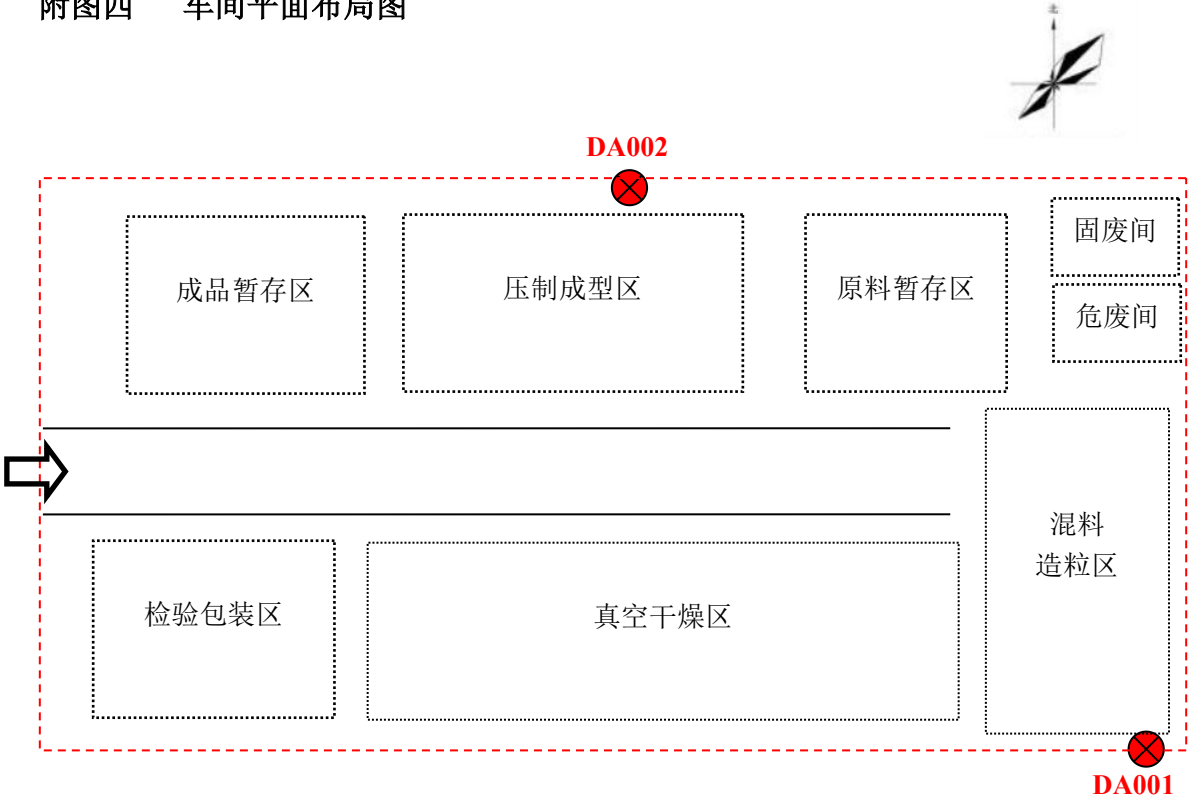 附图四 车间平面布局图
北
DA002
成品暂存区
压制成型区
原料暂存区
固废间
危废间
混料
造粒区
检验包装区
真空干燥区
DA001